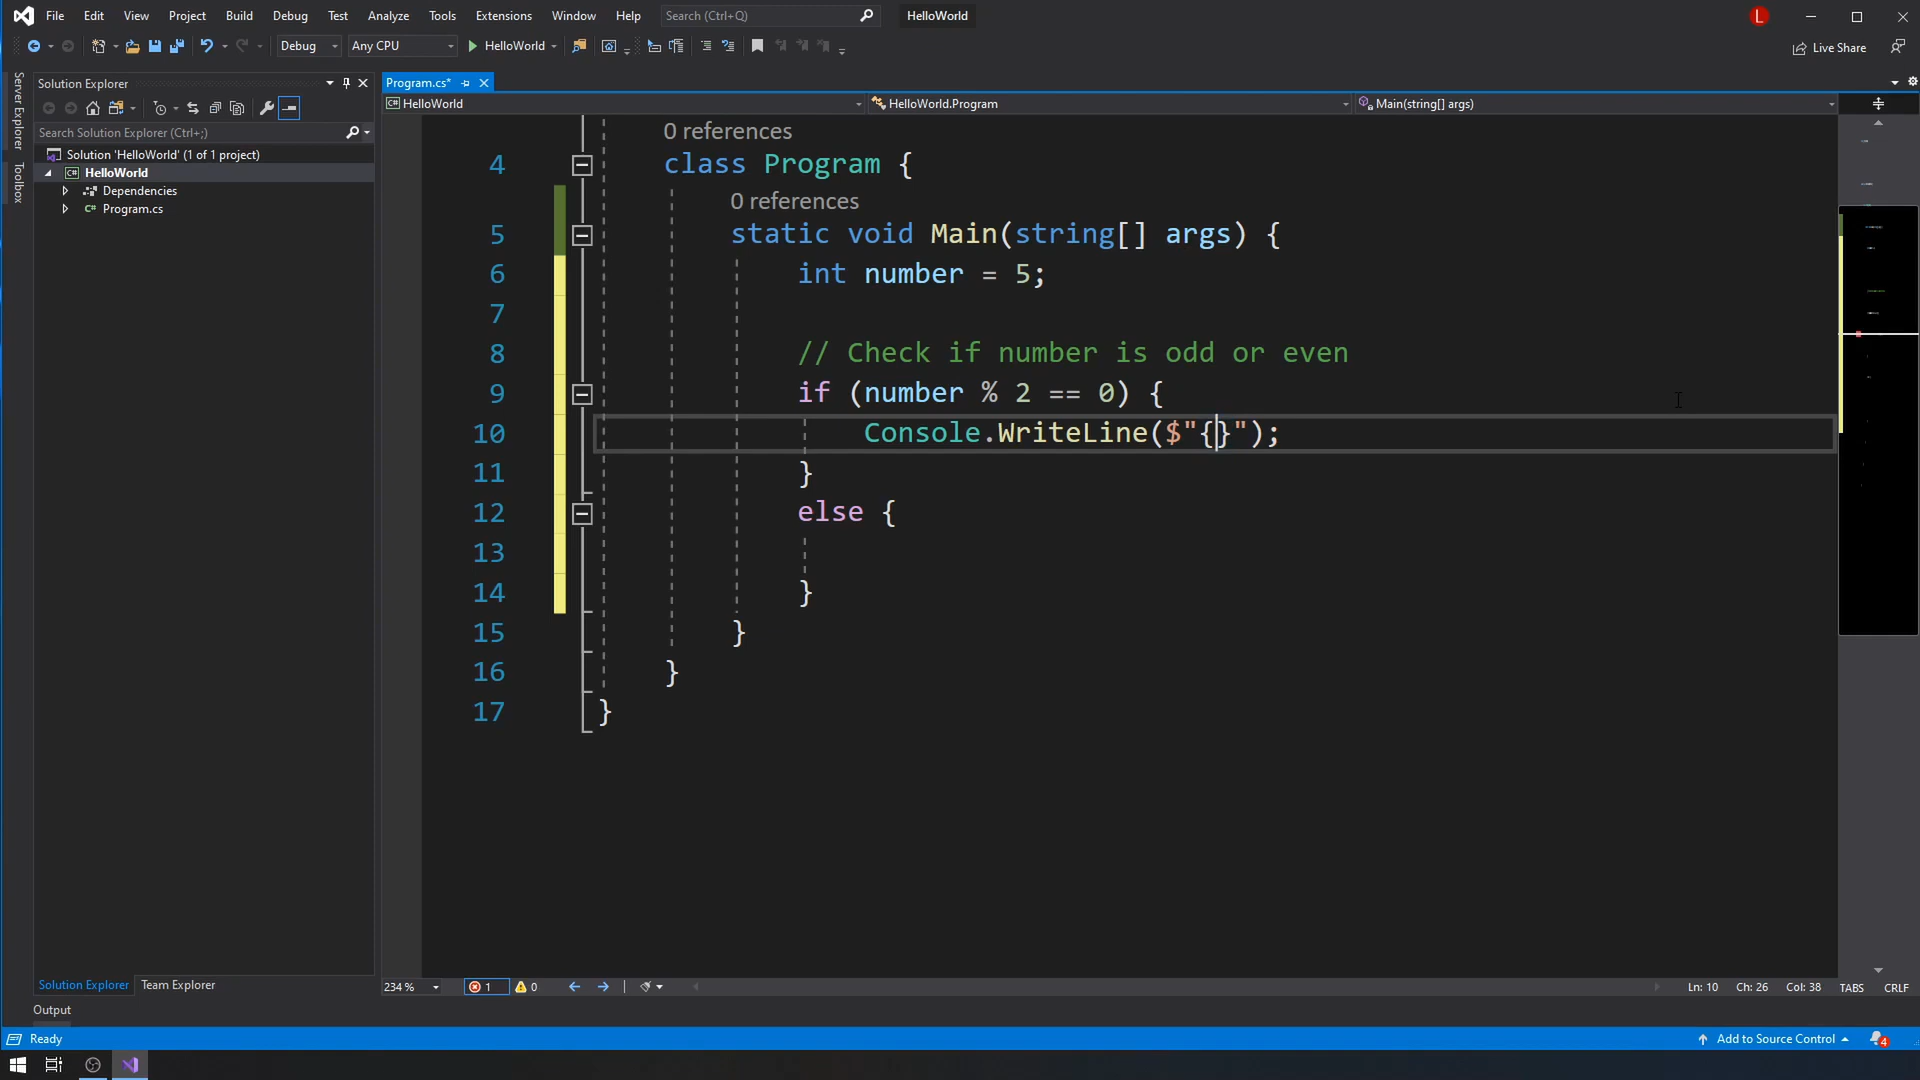 File Edit View Project Build Debug Test Analyze Tools Extensions Window Help Search (Ctrl+Q) HelloWorld L
Debug Any CPU HelloWorld Live Share
Server Explorer
Toolbox
Solution Explorer
Search Solution Explorer (Ctrl+;)
Solution 'HelloWorld' (1 of 1 project)
C# HelloWorld
Dependencies
C# Program.cs
Solution Explorer Team Explorer
Program.cs*
C# HelloWorld HelloWorld.Program Main(string[] args)
0 references
4 class Program {
0 references
5 static void Main(string[] args) {
6 int number = 5;
7
8 // Check if number is odd or even
9 if (number % 2 == 0) {
10 Console.WriteLine($"{}");
11 }
12 else {
13
14 }
15 }
16 }
17 }
234 % 1 0 Ln: 10 Ch: 26 Col: 38 TABS CRLF
Output
Ready Add to Source Control 4